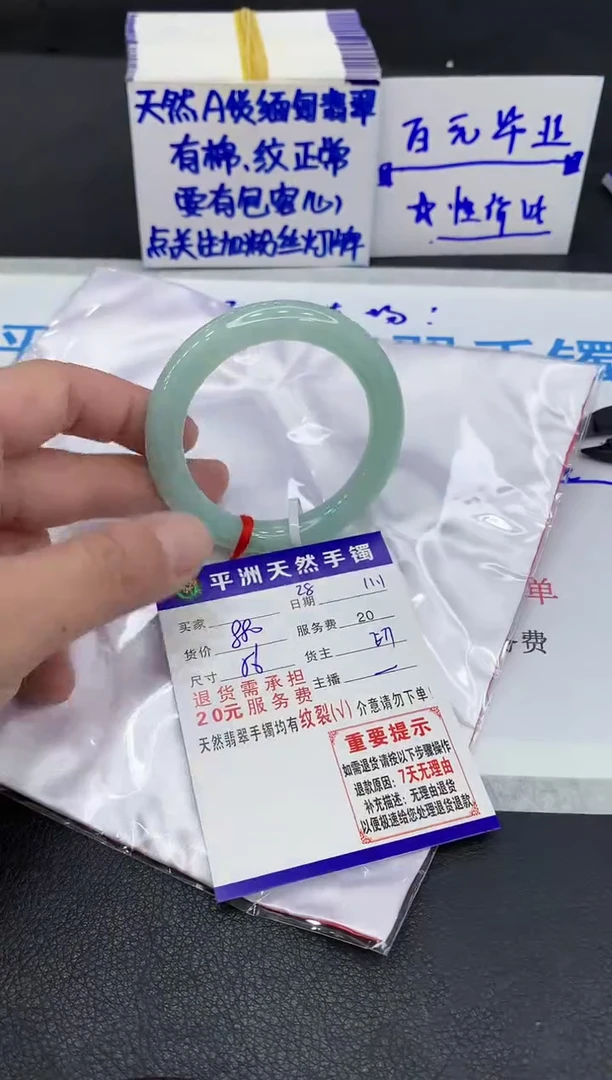 天然A货缅甸翡翠
有棉、纹正常
要有包容心
点关注加粉丝灯牌
百元毕业
☆性价比
平洲天然手镯
买家
日期
28
货价
服务费 20
尺寸
货主
主播
退货需承担
20元服务费
天然翡翠手镯均有纹裂(√)介意请勿下单
重要提示
如需退货请按以下步骤操作
退款原因：7天无理由
补充描述：无理由退货
以便极速给您处理退货退款
手镯
单
费